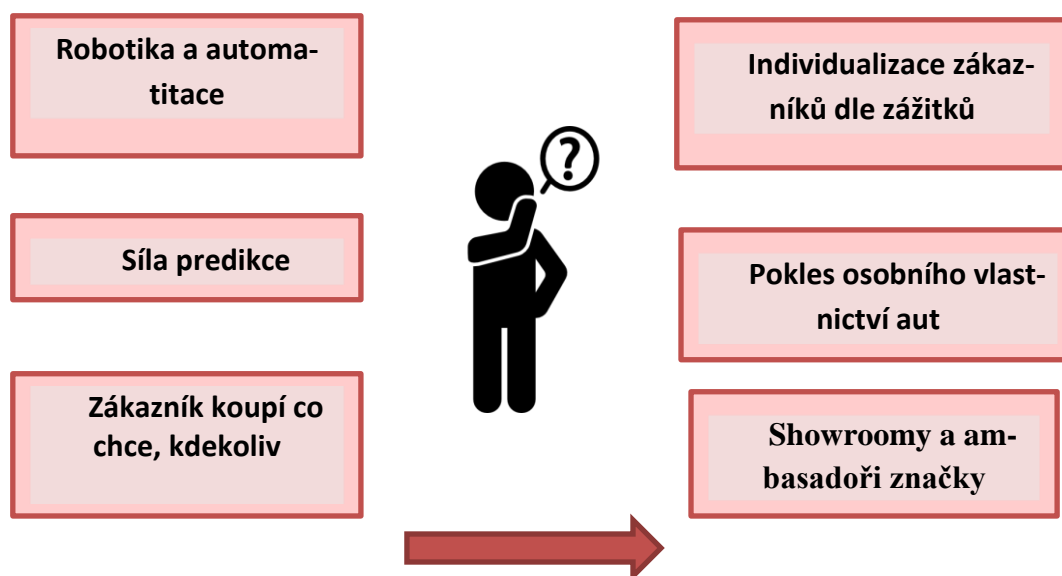 Robotika a automa-
titace
Síla predikce
Zákazník koupí co
chce, kdekoliv
?
Individualizace zákaz-
níků dle zážitků
Pokles osobního vlast-
nictví aut
Showroomy a am-
basadoři značky